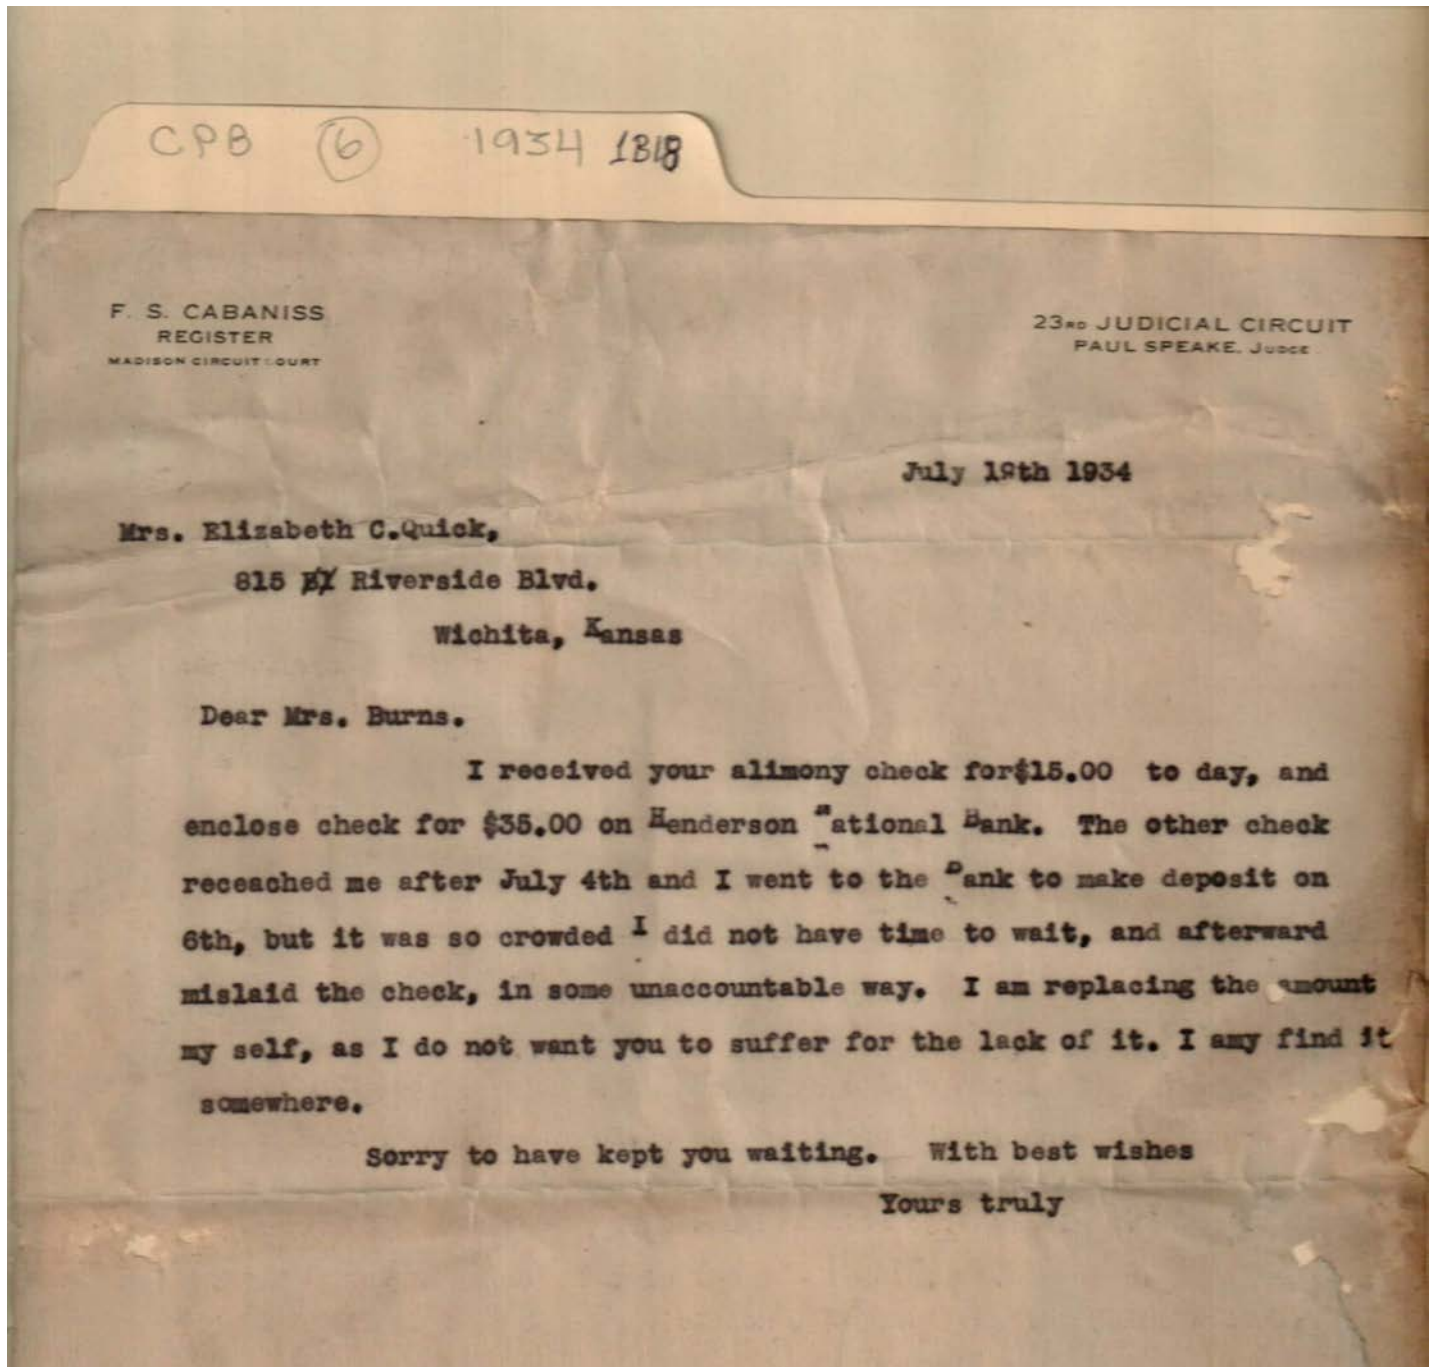 CPB 6 1934 1318
F. S. CABANISS
REGISTER
MADISON CIRCUIT COURT
23RD JUDICIAL CIRCUIT
PAUL SPEAKE, JUDGE
July 19th 1934
Mrs. Elizabeth C.Quick,
815 Riverside Blvd.
Wichita, Kansas
Dear Mrs. Burns.
I received your alimony check for$15.00 to day, and
enclose check for $35.00 on Henderson National Bank. The other check
receached me after July 4th and I went to the Bank to make deposit on
6th, but it was so crowded I did not have time to wait, and afterward
mislaid the check, in some unaccountable way. I am replacing the amount
my self, as I do not want you to suffer for the lack of it. I amy find it
somewhere.
Sorry to have kept you waiting. With best wishes
Yours truly